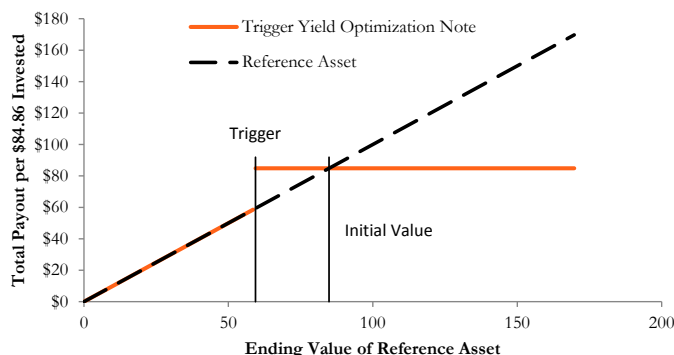 $180
$160
$140
$120
$100
$80
$60
$40
$20
$0
Total Payout per $84.86 Invested
Trigger Yield Optimization Note
Reference Asset
Trigger
Initial Value
0
50
100
150
200
Ending Value of Reference Asset